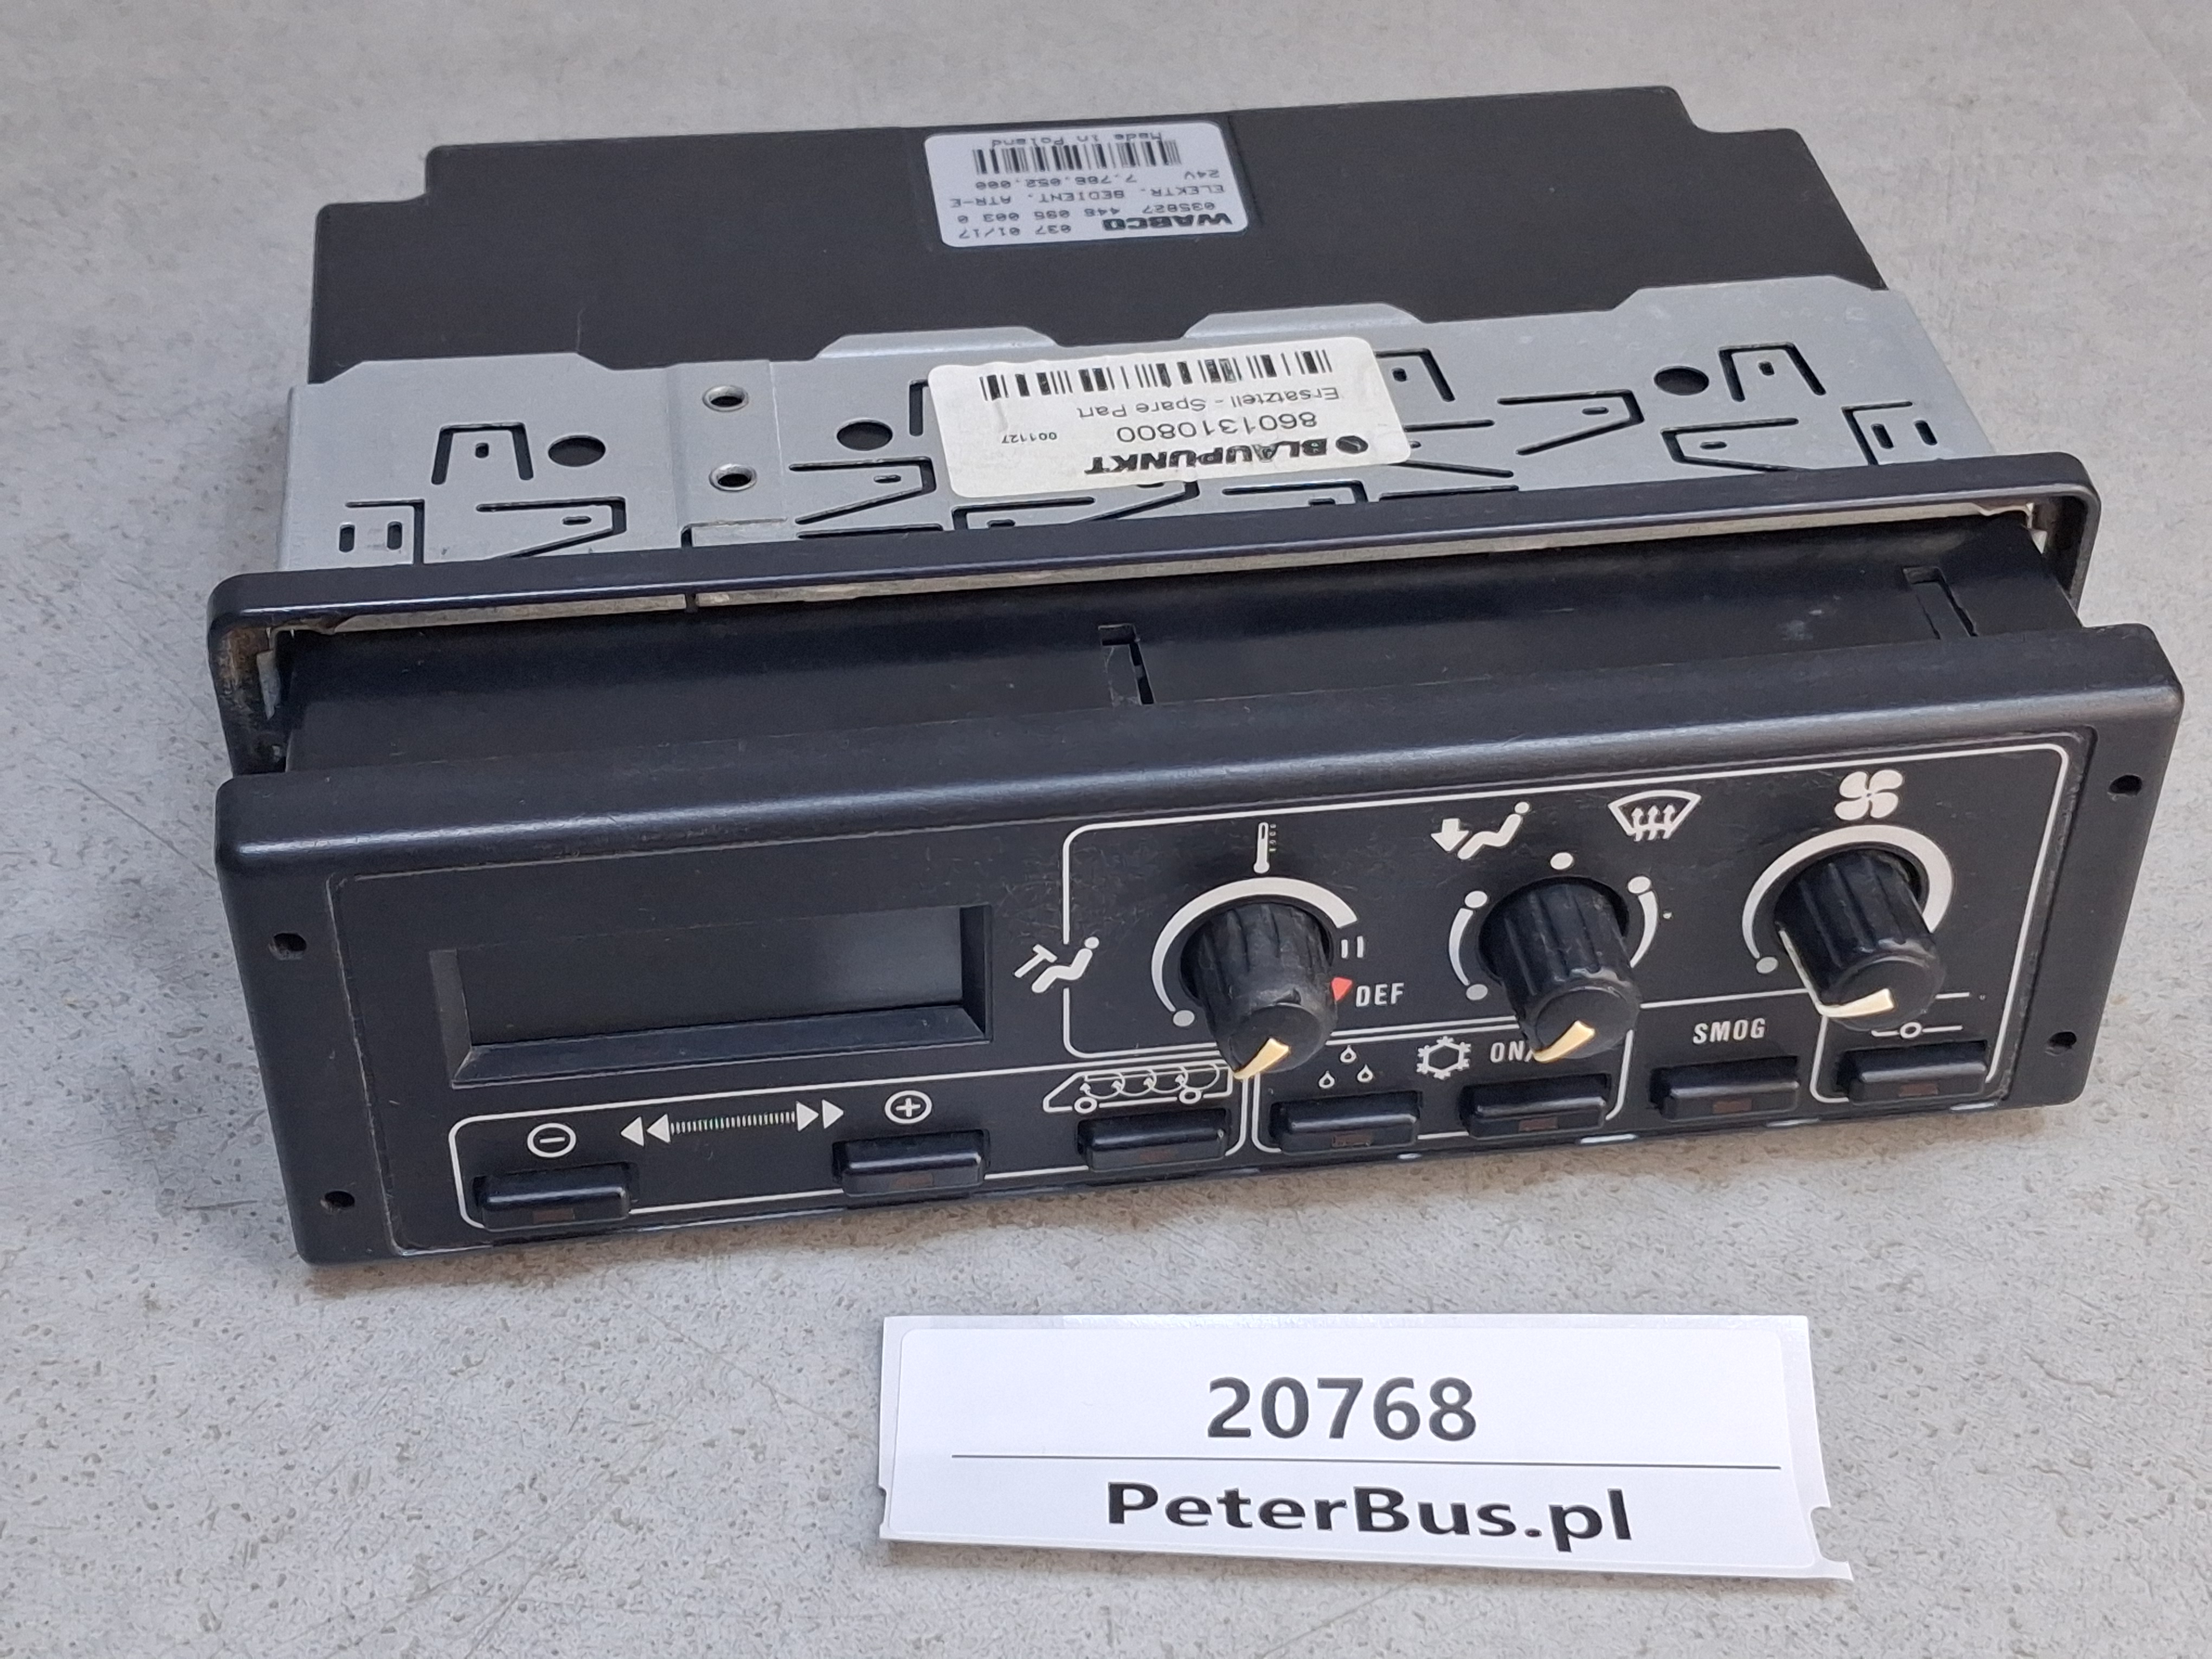 WABCO 037 01/17
035827 446 095 003 0
ELEKTR. BEDIENT. ATR-E
24V 7.786.052.000
Made in Poland
BLAUPUNKT
8601310800 001127
Ersatzteil - Spare Part
DEF
ON
SMOG
20768
PeterBus.pl